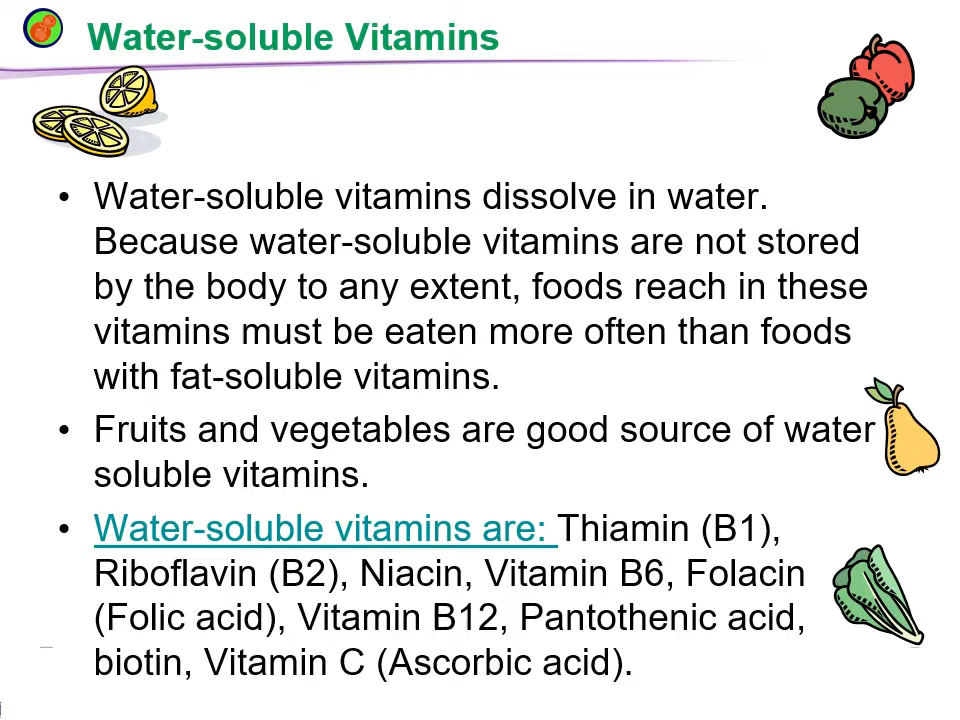 Water-soluble Vitamins
• Water-soluble vitamins dissolve in water.
Because water-soluble vitamins are not stored
by the body to any extent, foods reach in these
vitamins must be eaten more often than foods
with fat-soluble vitamins.
• Fruits and vegetables are good source of water
soluble vitamins.
• Water-soluble vitamins are: Thiamin (B1),
Riboflavin (B2), Niacin, Vitamin B6, Folacin
(Folic acid), Vitamin B12, Pantothenic acid,
biotin, Vitamin C (Ascorbic acid).